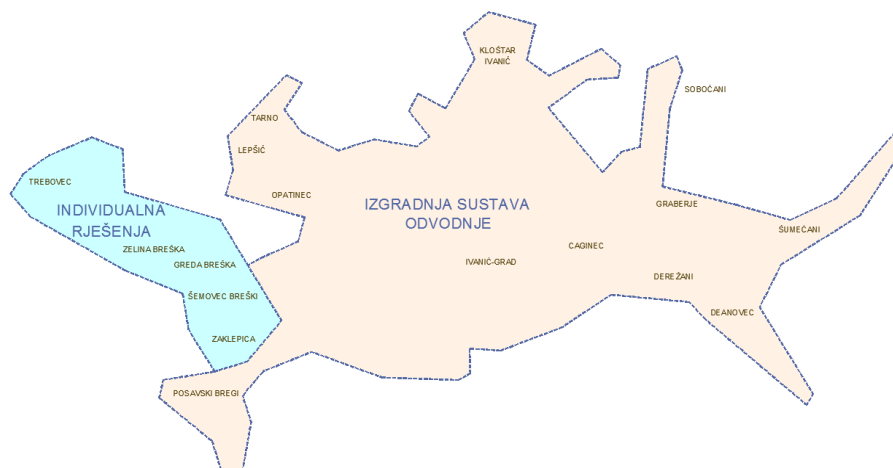 KLOŠTAR
IVANIĆ
SOBOČANI
TARNO
LEPŠIĆ
TREBOVEC
OPATINEC
INDIVIDUALNA
RJEŠENJA
IZGRADNJA SUSTAVA
ODVODNJE
GRABERJE
ŠUMEĆANI
ZELINA BREŠKA
CAGINEC
GREDA BREŠKA
IVANIĆ-GRAD
DEREŽANI
ŠEMOVEC BREŠKI
DEANOVEC
ZAKLEPICA
POSAVSKI BREGI